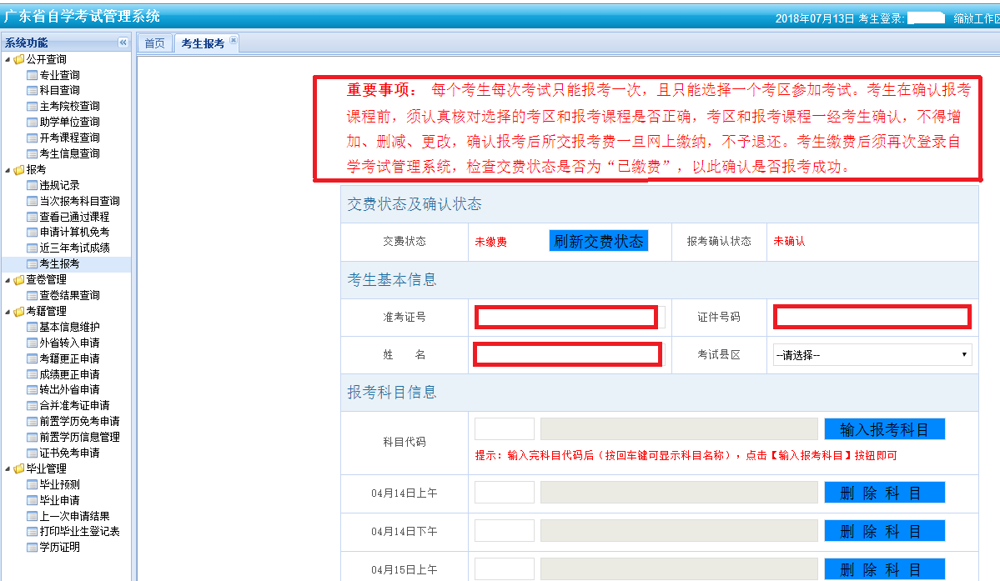 广东省自学考试管理系统
2018年07月13日 考生登录: 缩放工作区
系统功能
首页 考生报考
公开查询
专业查询
科目查询
主考院校查询
助学单位查询
开考课程查询
考生信息查询
报考
违规记录
当次报考科目查询
查看已通过课程
申请计算机免考
近三年考试成绩
考生报考
查卷管理
查卷结果查询
考籍管理
基本信息维护
外省转入申请
考籍更正申请
成绩更正申请
转出外省申请
合并准考证申请
前置学历免考申请
前置学历信息管理
证书免考申请
毕业管理
毕业预测
毕业申请
上一次申请结果
打印毕业生登记表
学历证明
重要事项: 每个考生每次考试只能报考一次，且只能选择一个考区参加考试。考生在确认报考
课程前，须认真核对选择的考区和报考课程是否正确，考区和报考课程一经考生确认，不得增
加、删减、更改，确认报考后所交报考费一旦网上缴纳，不予退还。考生缴费后须再次登录自
学考试管理系统，检查交费状态是否为“已缴费”，以此确认是否报考成功。
交费状态及确认状态
交费状态 未缴费 刷新交费状态 报考确认状态 未确认
考生基本信息
准考证号 证件号码
姓 名 考试县区 --请选择--
报考科目信息
科目代码 输入报考科目
提示：输入完科目代码后（按回车键可显示科目名称），点击【输入报考科目】按钮即可
04月14日上午 删 除 科 目
04月14日下午 删 除 科 目
04月15日上午 删 除 科 目